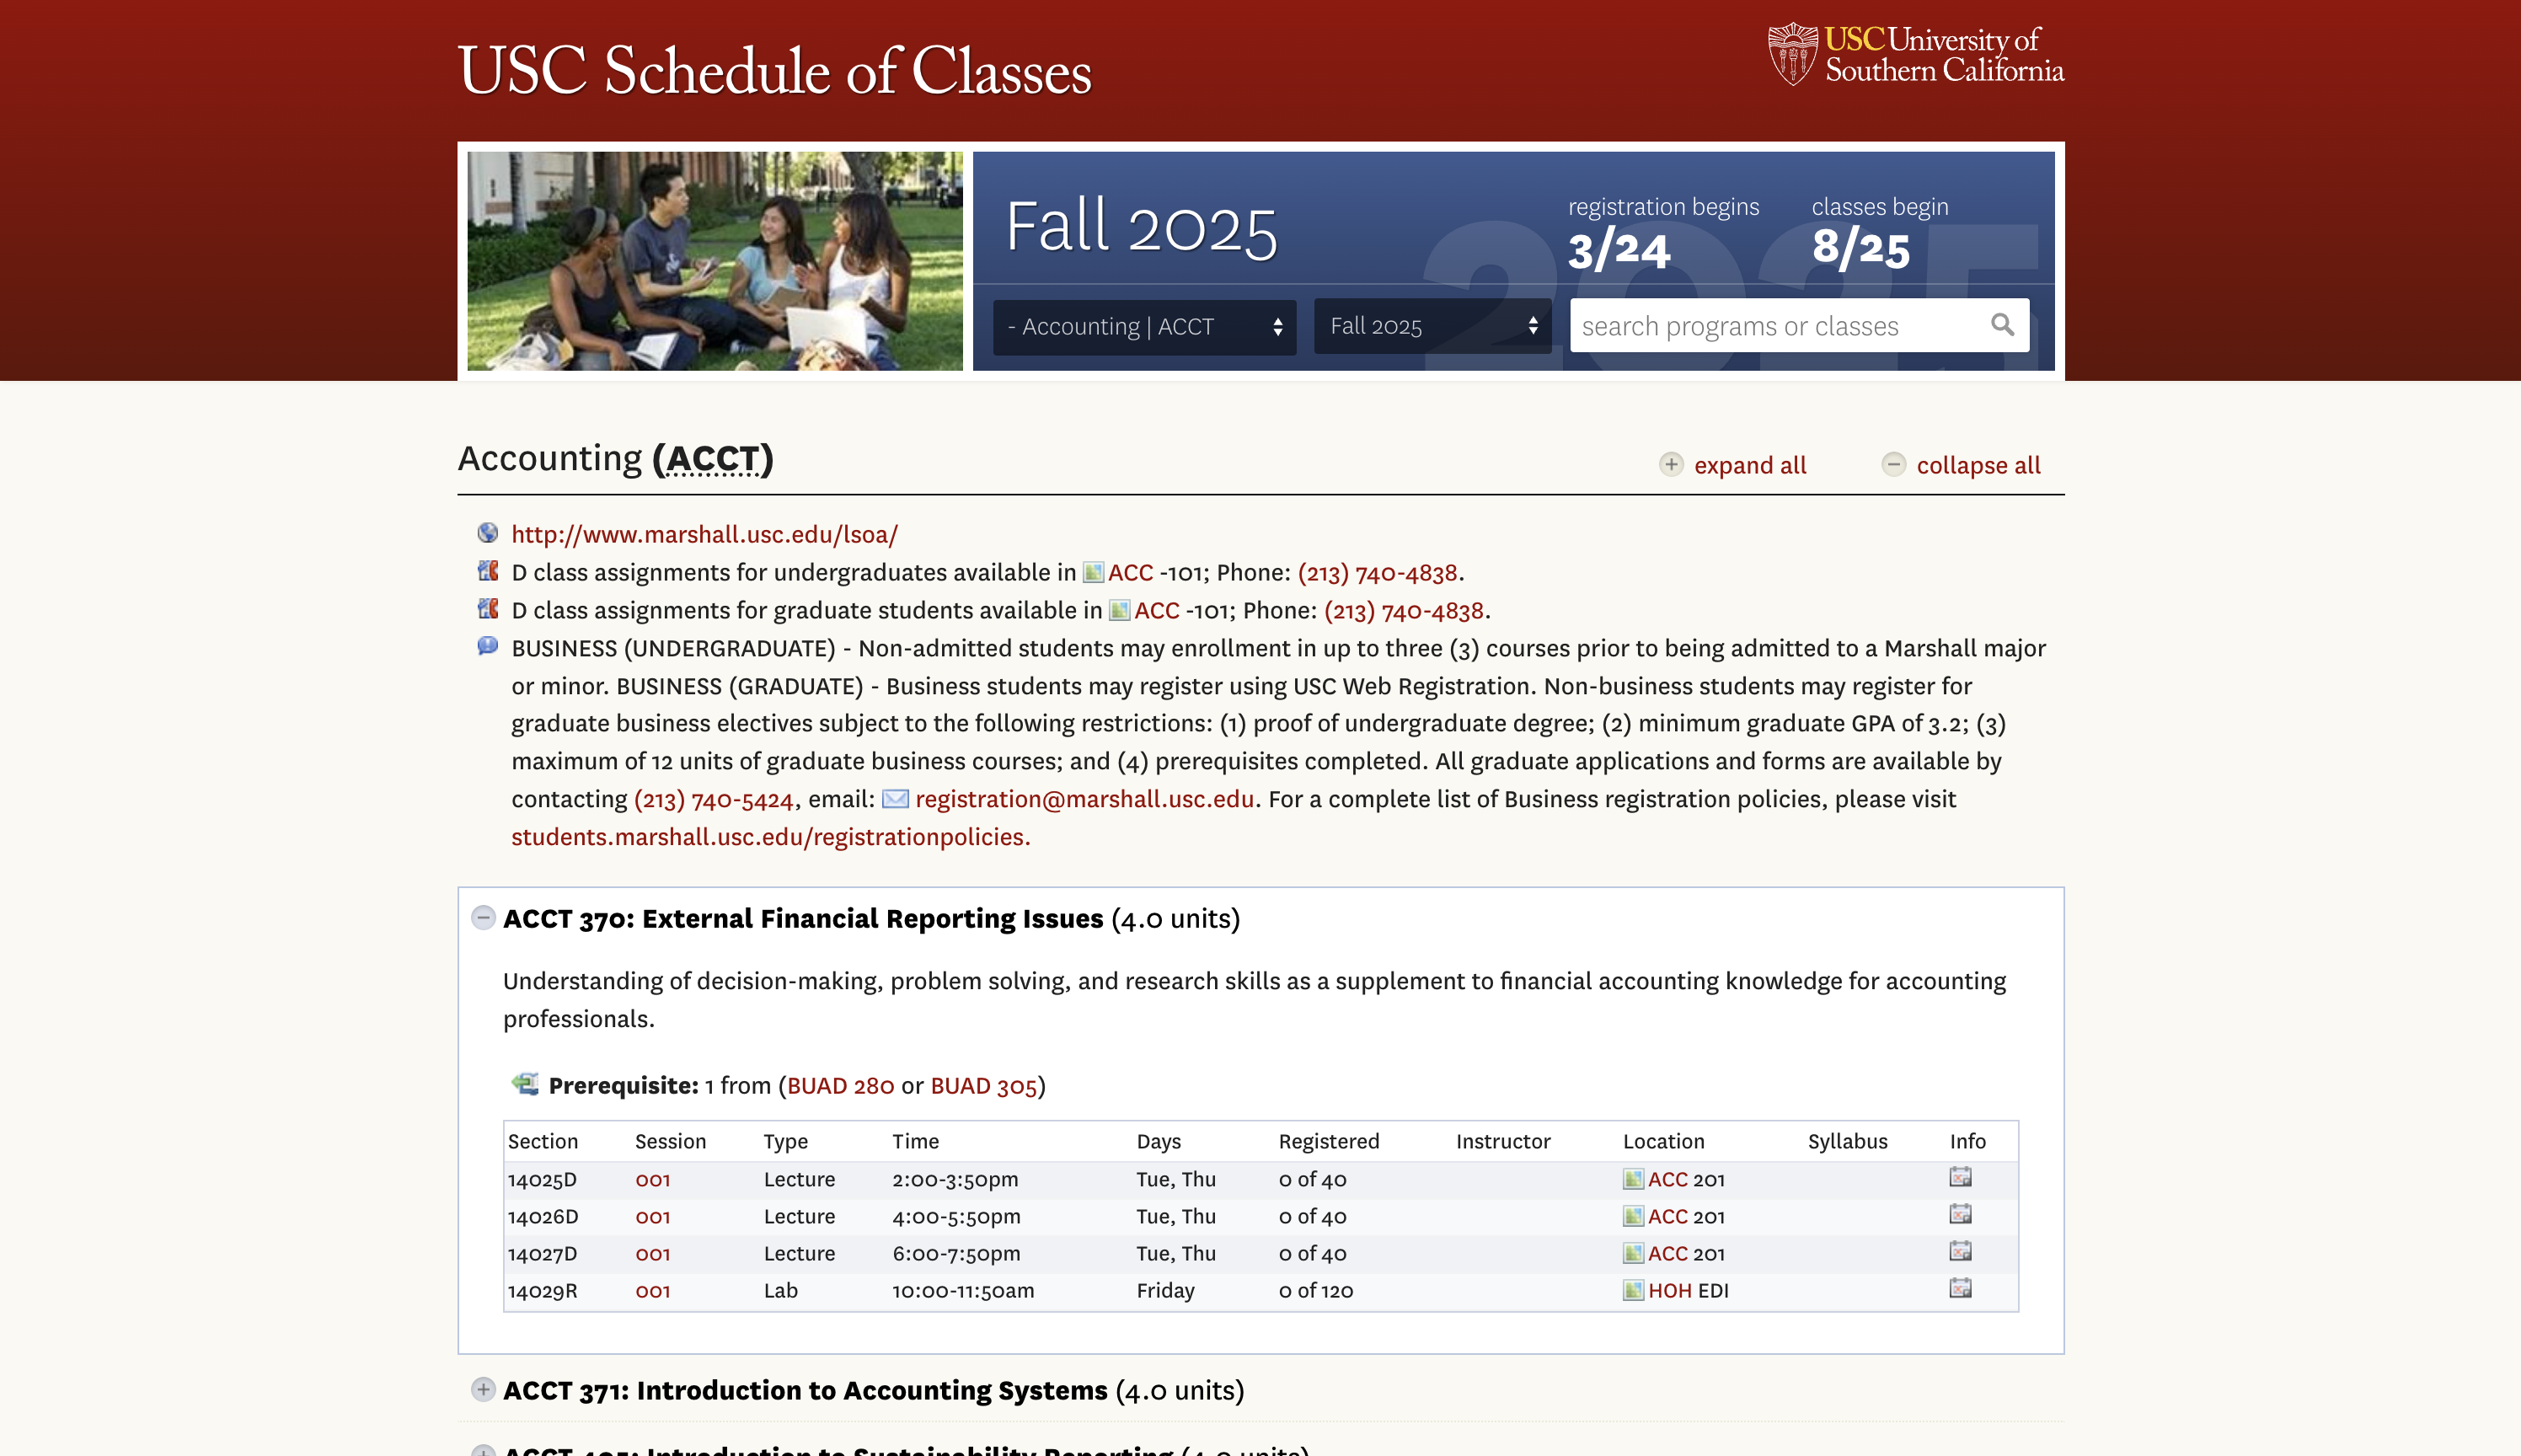 USC Schedule of Classes
USC University of
Southern California
Fall 2025
registration begins
3/24
classes begin
8/25
2025
- Accounting | ACCT
Fall 2025
search programs or classes
Accounting (ACCT)
expand all
collapse all
http://www.marshall.usc.edu/lsoa/
D class assignments for undergraduates available in ACC -101; Phone: (213) 740-4838.
D class assignments for graduate students available in ACC -101; Phone: (213) 740-4838.
BUSINESS (UNDERGRADUATE) - Non-admitted students may enrollment in up to three (3) courses prior to being admitted to a Marshall major
or minor. BUSINESS (GRADUATE) - Business students may register using USC Web Registration. Non-business students may register for
graduate business electives subject to the following restrictions: (1) proof of undergraduate degree; (2) minimum graduate GPA of 3.2; (3)
maximum of 12 units of graduate business courses; and (4) prerequisites completed. All graduate applications and forms are available by
contacting (213) 740-5424, email: registration@marshall.usc.edu. For a complete list of Business registration policies, please visit
students.marshall.usc.edu/registrationpolicies.
ACCT 370: External Financial Reporting Issues (4.0 units)
Understanding of decision-making, problem solving, and research skills as a supplement to financial accounting knowledge for accounting
professionals.
Prerequisite: 1 from (BUAD 280 or BUAD 305)
Section Session Type Time Days Registered Instructor Location Syllabus Info
14025D 001 Lecture 2:00-3:50pm Tue, Thu 0 of 40 ACC 201
14026D 001 Lecture 4:00-5:50pm Tue, Thu 0 of 40 ACC 201
14027D 001 Lecture 6:00-7:50pm Tue, Thu 0 of 40 ACC 201
14029R 001 Lab 10:00-11:50am Friday 0 of 120 HOH EDI
ACCT 371: Introduction to Accounting Systems (4.0 units)
ACCT 405: Introduction to Sustainability Reporting (4.0 units)